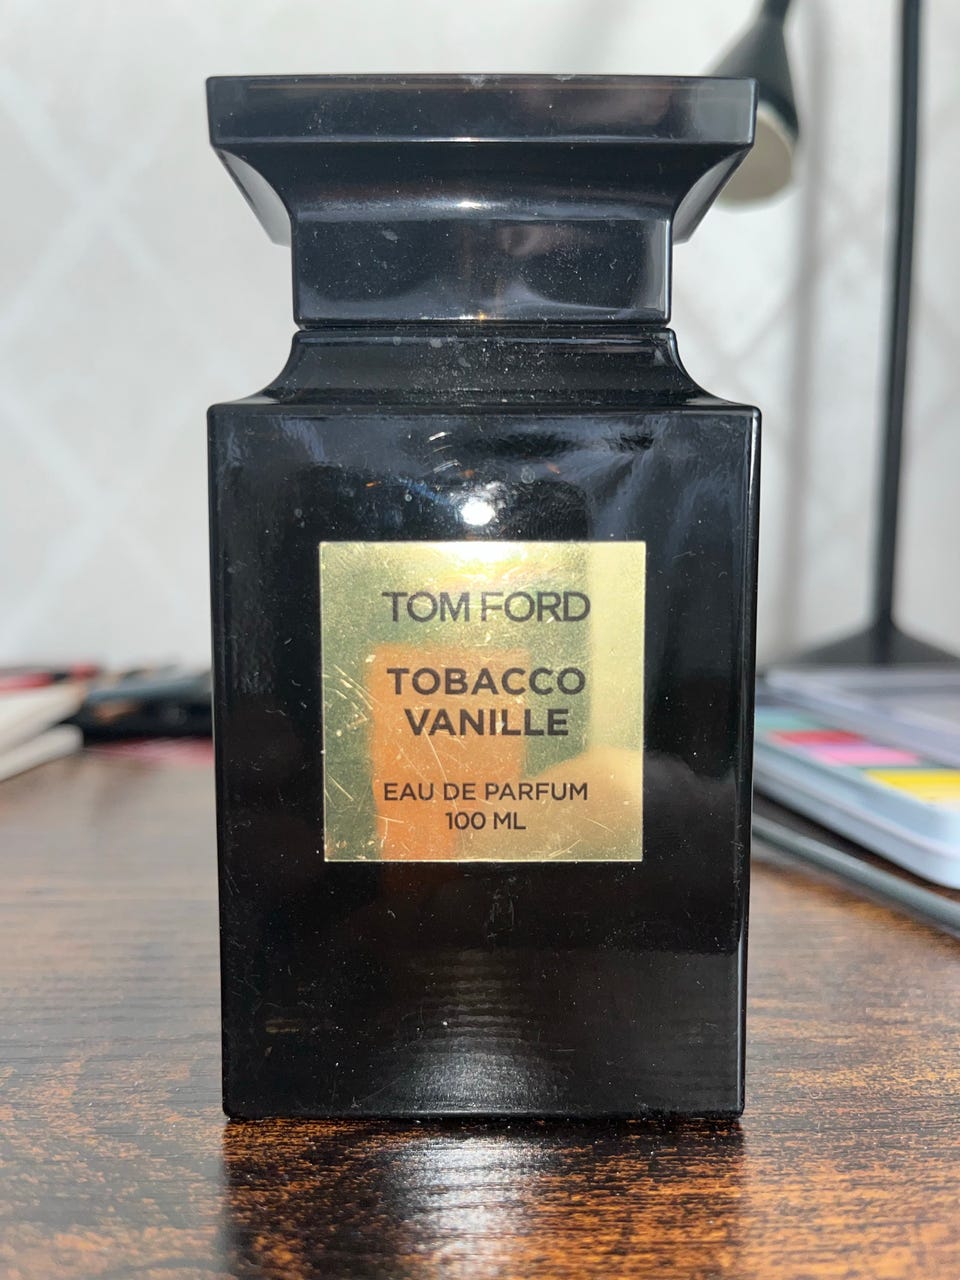 TOM FORD
TOBACCO
VANILLE
EAU DE PARFUM
100 ML